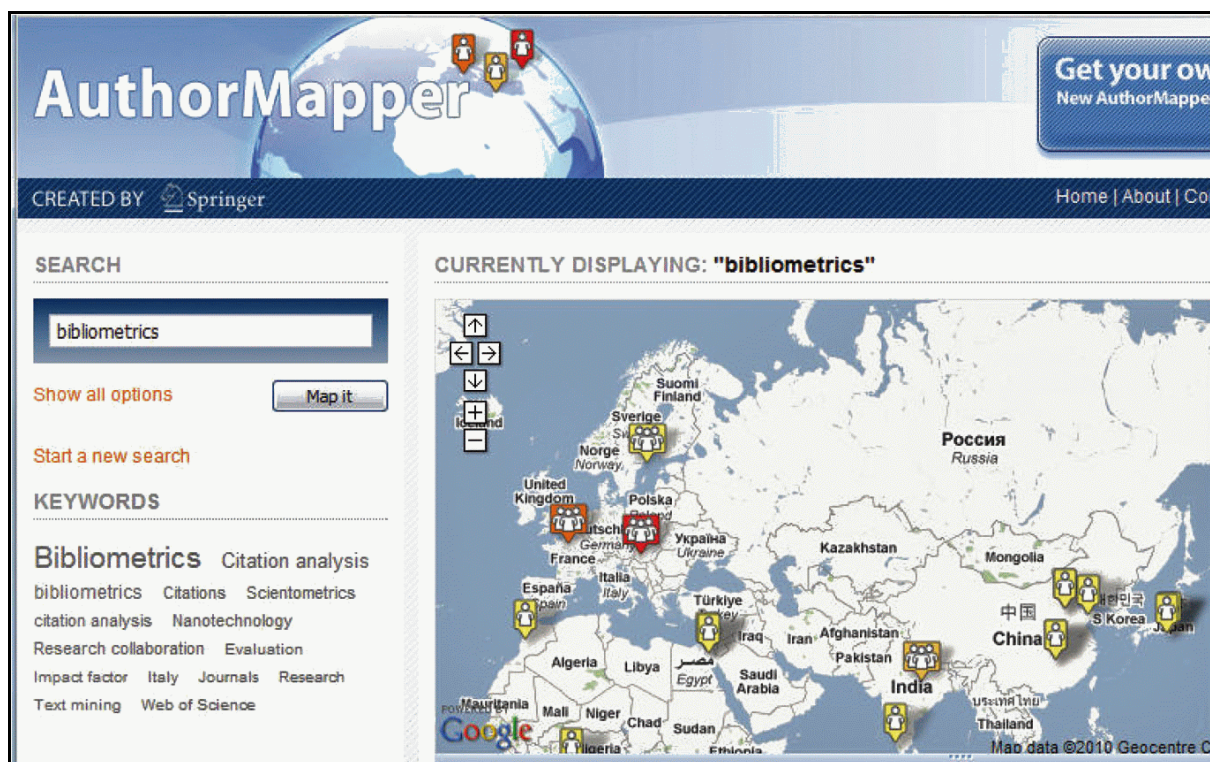 AuthorMapper
Get your ow
New AuthorMappe
CREATED BY Springer
Home | About | Co
SEARCH
bibliometrics
Show all options
Map it
Start a new search
KEYWORDS
Bibliometrics Citation analysis
bibliometrics Citations Scientometrics
citation analysis Nanotechnology
Research collaboration Evaluation
Impact factor Italy Journals Research
Text mining Web of Science
CURRENTLY DISPLAYING: "bibliometrics"
Suomi
Finland
Sverige
Norge
Norway
United
Kingdom
Polska
Germany
France
Україна
Ukraine
Россия
Russia
Kazakhstan
Mongolia
España
Italia
Italy
Türkiye
Iraq
Iran
Afghanistan
Pakistan
中国
China
S Korea
Algeria
Libya
مصر
Egypt
Saudi
Arabia
India
Thailand
Mauritania
Mali
Niger
Chad
Sudan
Ethiopia
POWERED BY
Google
Map data ©2010 Geocentre C